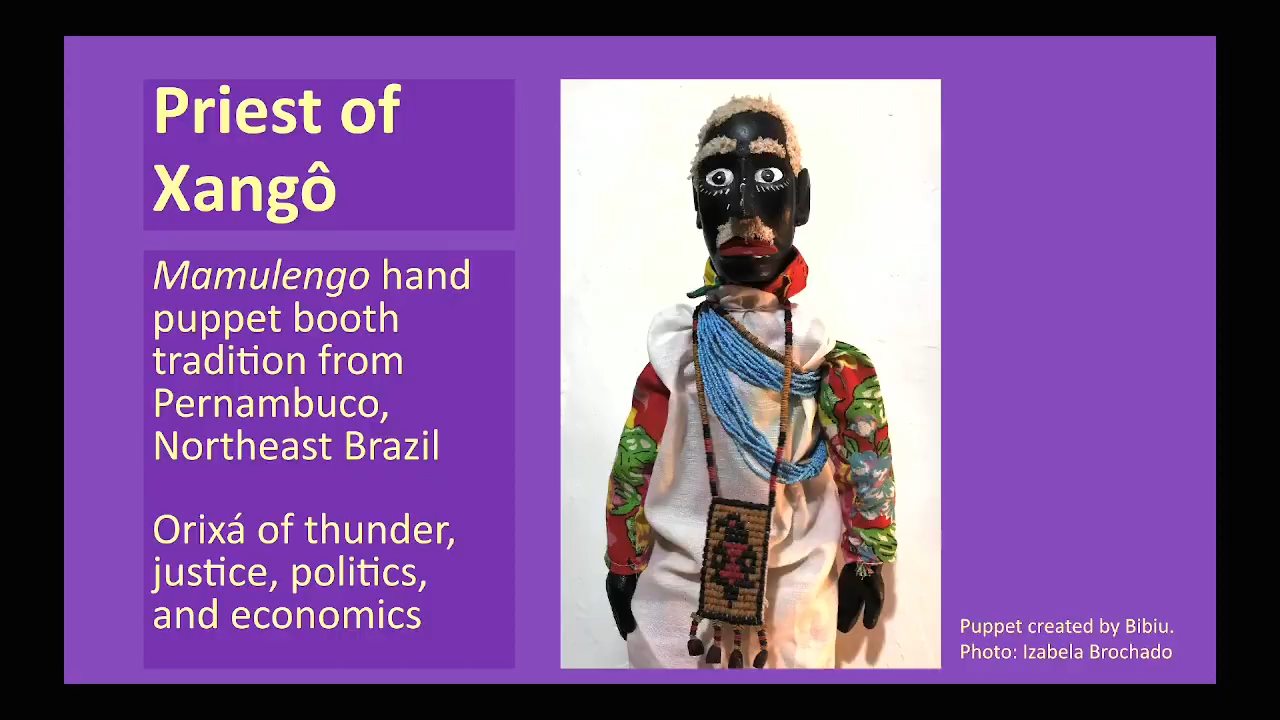 Priest of
Xangô
Mamulengo hand
puppet booth
tradition from
Pernambuco,
Northeast Brazil
Orixá of thunder,
justice, politics,
and economics
Puppet created by Bibiu.
Photo: Izabela Brochado